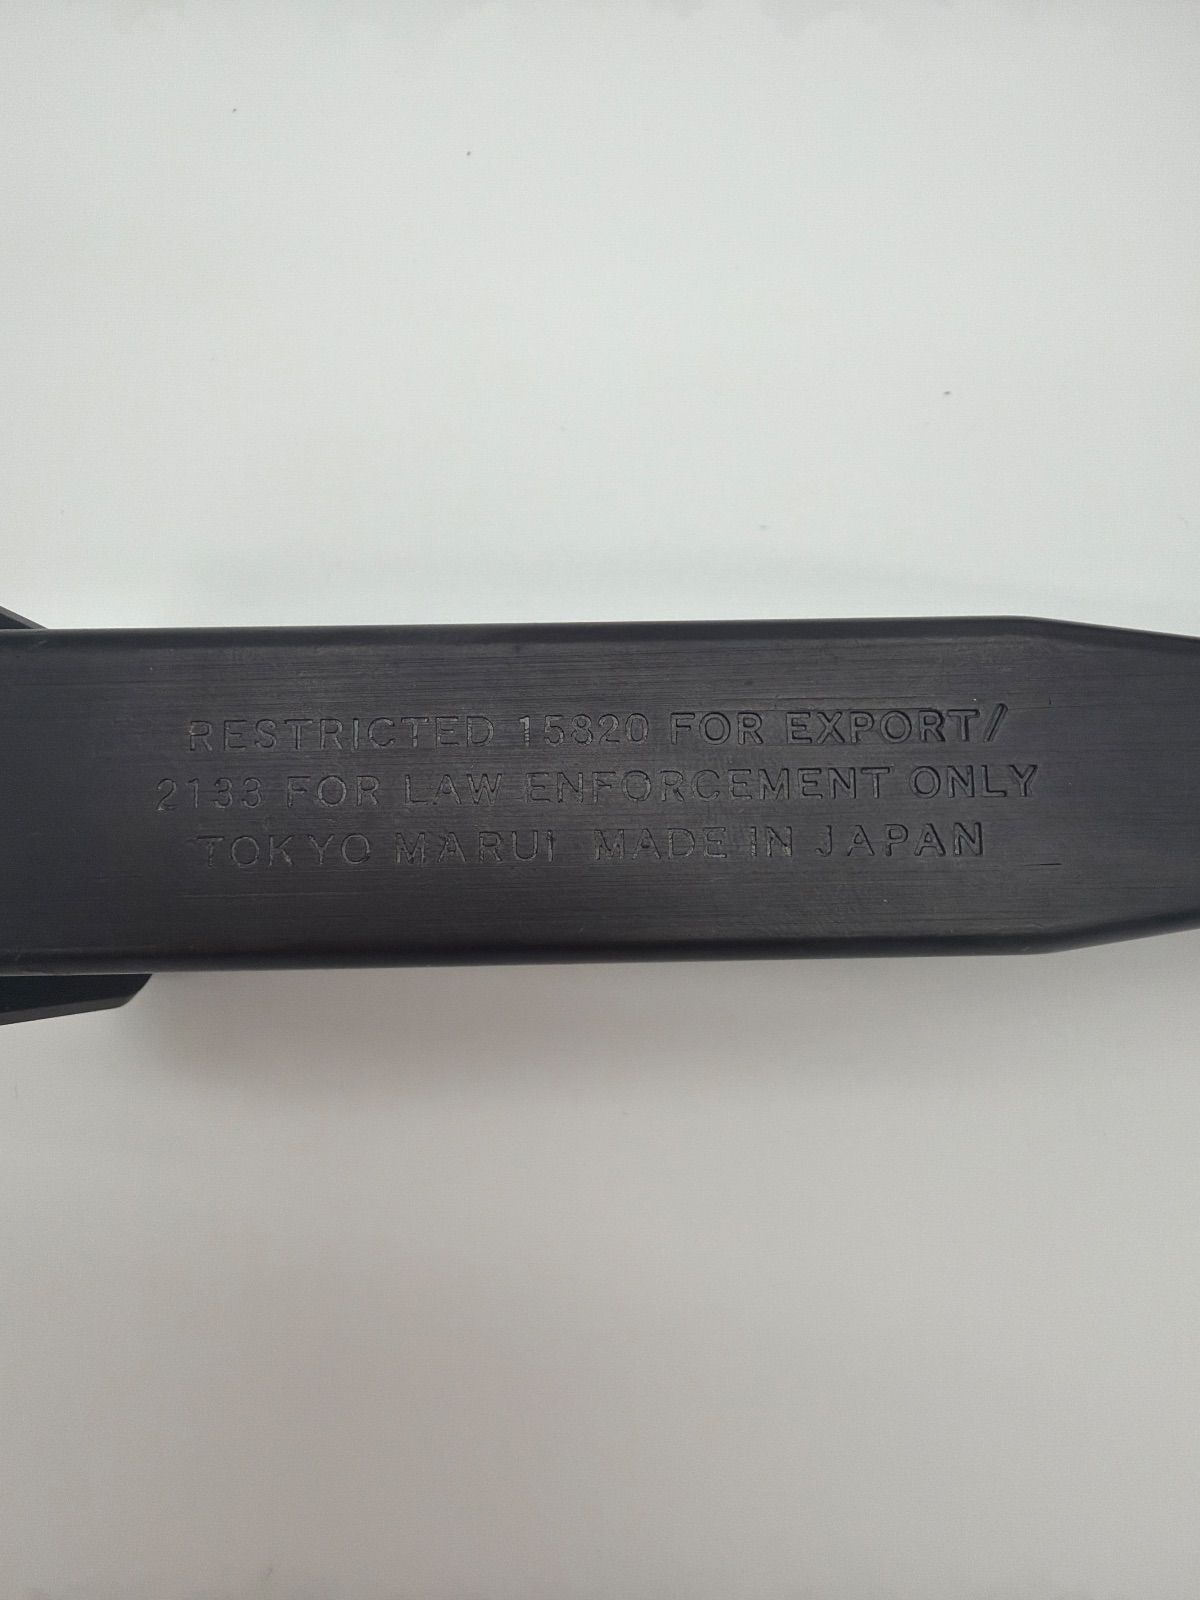 RESTRICTED 15820 FOR EXPORT/
2133 FOR LAW ENFORCEMENT ONLY
TOKYO MARUI MADE IN JAPAN